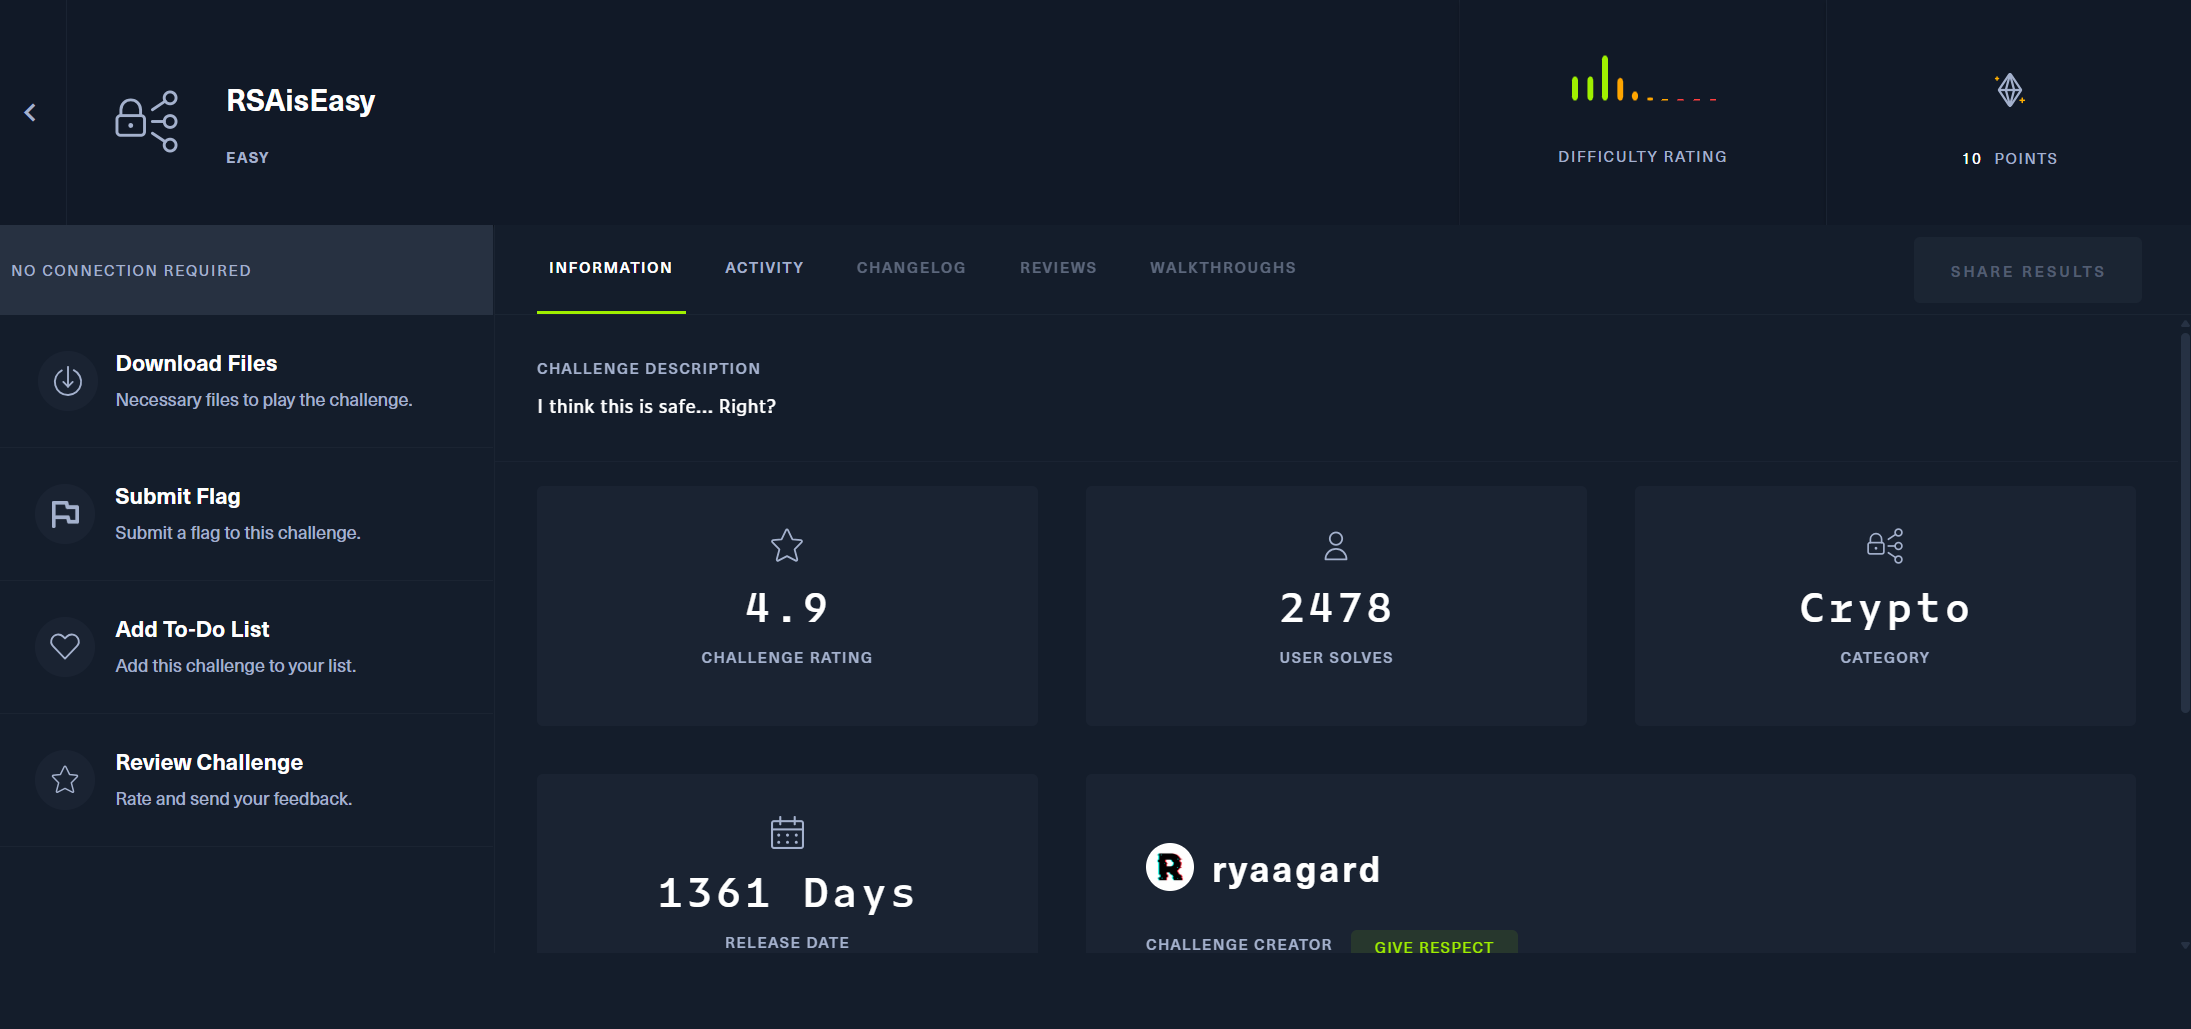 RSAisEasy
EASY
DIFFICULTY RATING
10 POINTS
NO CONNECTION REQUIRED
INFORMATION ACTIVITY CHANGELOG REVIEWS WALKTHROUGHS
SHARE RESULTS
Download Files
Necessary files to play the challenge.
Submit Flag
Submit a flag to this challenge.
Add To-Do List
Add this challenge to your list.
Review Challenge
Rate and send your feedback.
CHALLENGE DESCRIPTION
I think this is safe... Right?
4.9
CHALLENGE RATING
2478
USER SOLVES
Crypto
CATEGORY
1361 Days
RELEASE DATE
R
ryaagard
CHALLENGE CREATOR
GIVE RESPECT